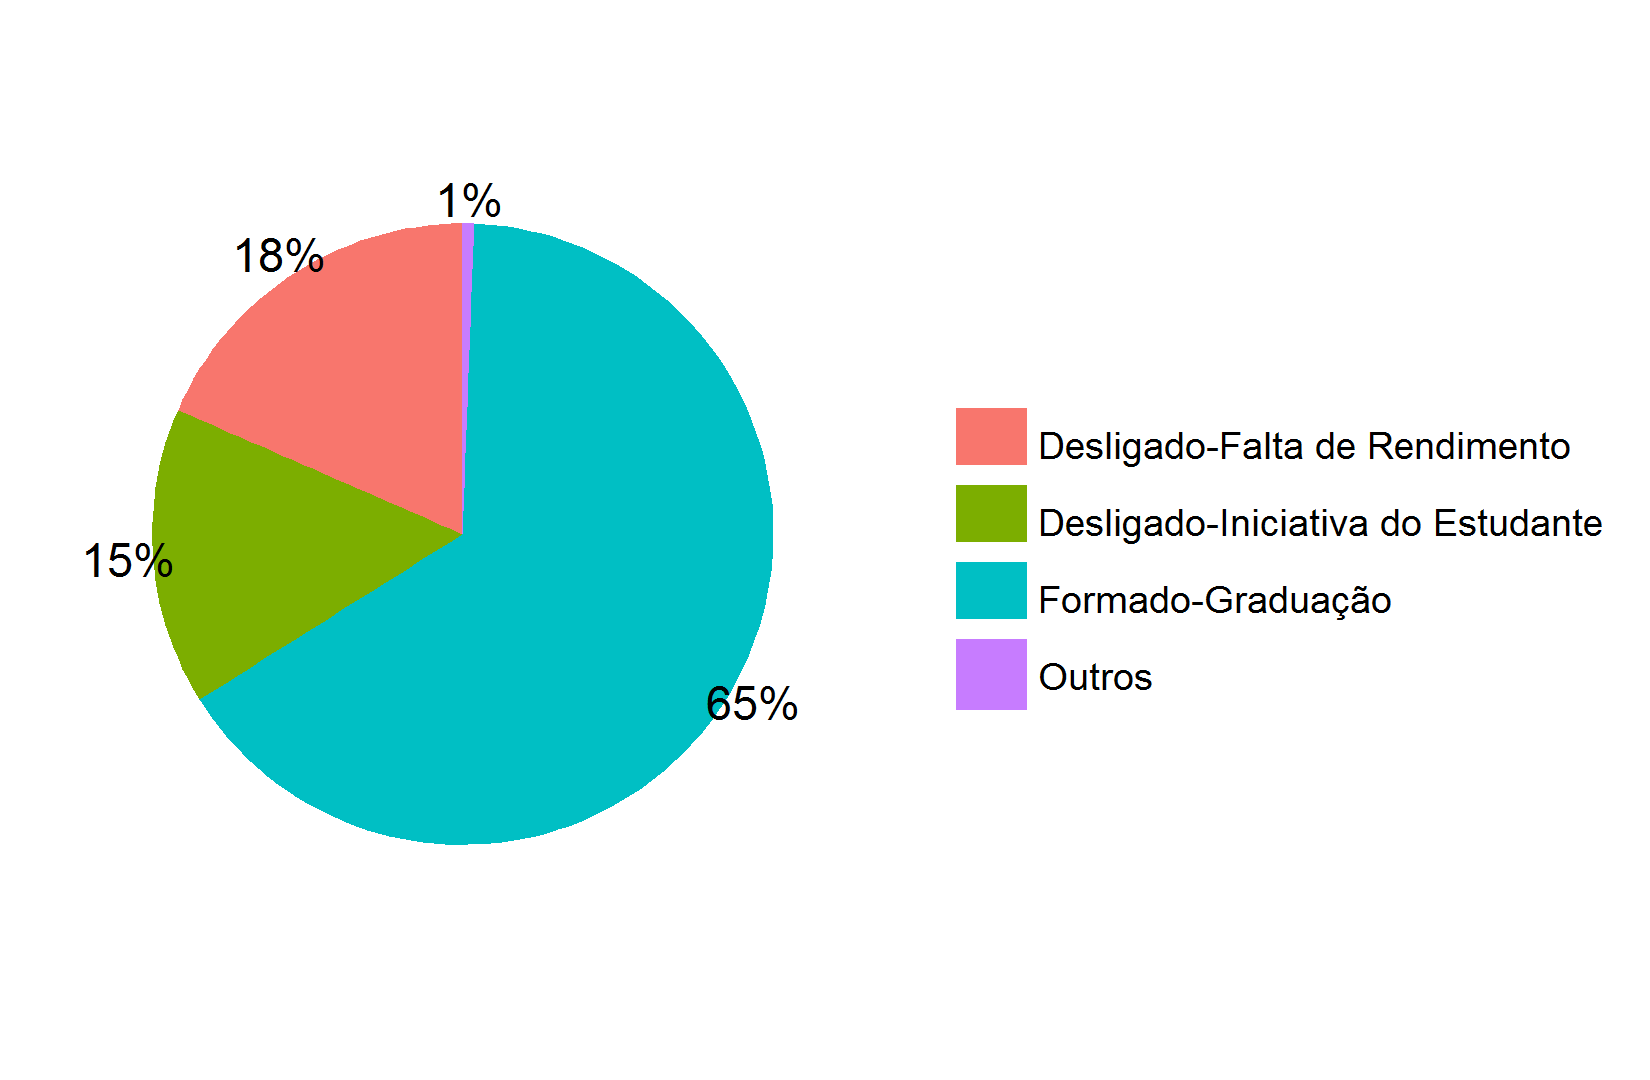 1%
18%
15%
65%
Desligado-Falta de Rendimento
Desligado-Iniciativa do Estudante
Formado-Graduação
Outros